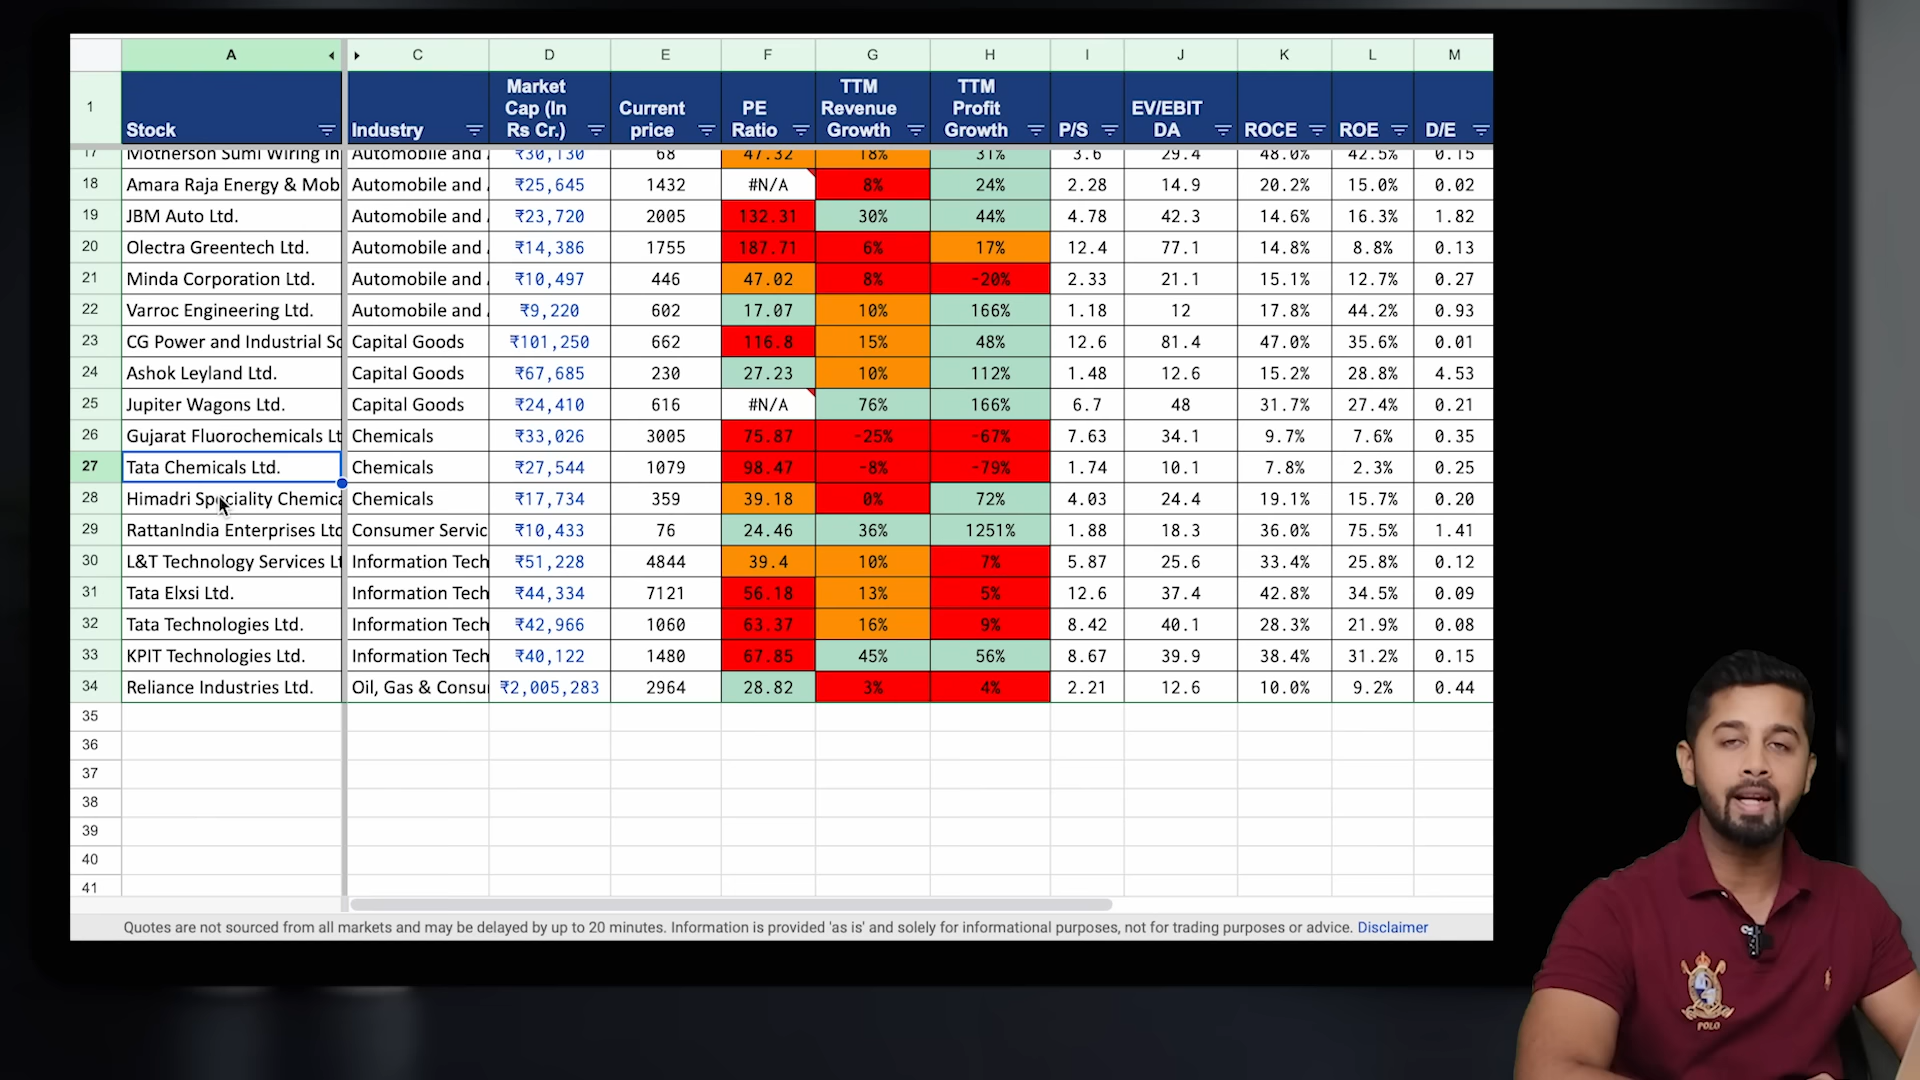 A C D E F G H I J K L M
1 Stock Industry Market Cap (In Rs Cr.) Current price PE Ratio TTM Revenue Growth TTM Profit Growth P/S EV/EBIT DA ROCE ROE D/E
17 Motherson Sumi Wiring In Automobile and ₹30,130 68 47.32 18% 31% 3.6 29.4 48.0% 42.5% 0.15
18 Amara Raja Energy & Mob Automobile and ₹25,645 1432 #N/A 8% 24% 2.28 14.9 20.2% 15.0% 0.02
19 JBM Auto Ltd. Automobile and ₹23,720 2005 132.31 30% 44% 4.78 42.3 14.6% 16.3% 1.82
20 Olectra Greentech Ltd. Automobile and ₹14,386 1755 187.71 6% 17% 12.4 77.1 14.8% 8.8% 0.13
21 Minda Corporation Ltd. Automobile and ₹10,497 446 47.02 8% -20% 2.33 21.1 15.1% 12.7% 0.27
22 Varroc Engineering Ltd. Automobile and ₹9,220 602 17.07 10% 166% 1.18 12 17.8% 44.2% 0.93
23 CG Power and Industrial So Capital Goods ₹101,250 662 116.8 15% 48% 12.6 81.4 47.0% 35.6% 0.01
24 Ashok Leyland Ltd. Capital Goods ₹67,685 230 27.23 10% 112% 1.48 12.6 15.2% 28.8% 4.53
25 Jupiter Wagons Ltd. Capital Goods ₹24,410 616 #N/A 76% 166% 6.7 48 31.7% 27.4% 0.21
26 Gujarat Fluorochemicals Lt Chemicals ₹33,026 3005 75.87 -25% -67% 7.63 34.1 9.7% 7.6% 0.35
27 Tata Chemicals Ltd. Chemicals ₹27,544 1079 98.47 -8% -79% 1.74 10.1 7.8% 2.3% 0.25
28 Himadri Speciality Chemica Chemicals ₹17,734 359 39.18 0% 72% 4.03 24.4 19.1% 15.7% 0.20
29 RattanIndia Enterprises Ltd Consumer Servic ₹10,433 76 24.46 36% 1251% 1.88 18.3 36.0% 75.5% 1.41
30 L&T Technology Services Lt Information Tech ₹51,228 4844 39.4 10% 7% 5.87 25.6 33.4% 25.8% 0.12
31 Tata Elxsi Ltd. Information Tech ₹44,334 7121 56.18 13% 5% 12.6 37.4 42.8% 34.5% 0.09
32 Tata Technologies Ltd. Information Tech ₹42,966 1060 63.37 16% 9% 8.42 40.1 28.3% 21.9% 0.08
33 KPIT Technologies Ltd. Information Tech ₹40,122 1480 67.85 45% 56% 8.67 39.9 38.4% 31.2% 0.15
34 Reliance Industries Ltd. Oil, Gas & Consu ₹2,005,283 2964 28.82 3% 4% 2.21 12.6 10.0% 9.2% 0.44
35
36
37
38
39
40
41
Quotes are not sourced from all markets and may be delayed by up to 20 minutes. Information is provided 'as is' and solely for informational purposes, not for trading purposes or advice. Disclaimer
POLO